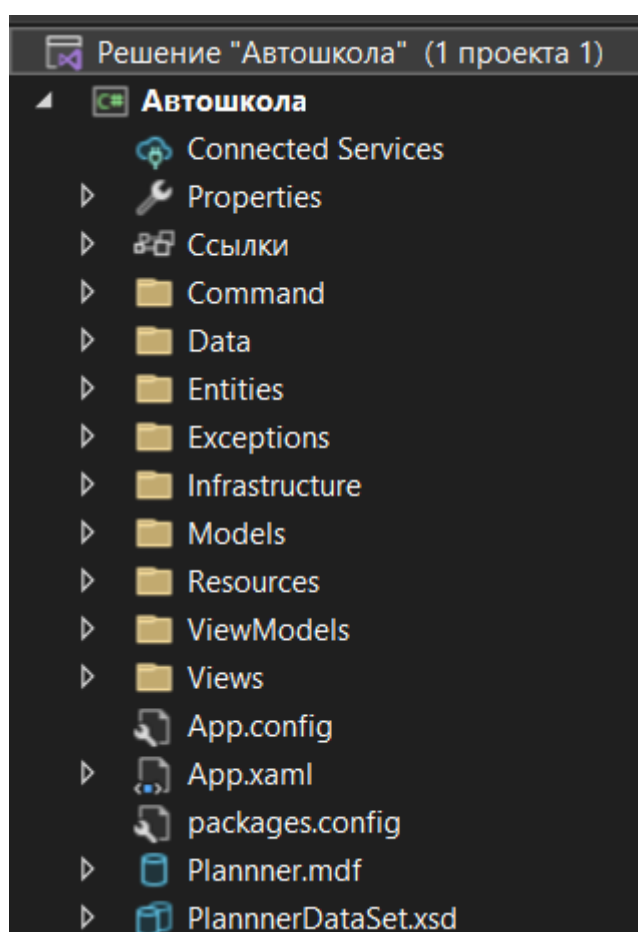 Решение "Автошкола" (1 проекта 1)
Автошкола
Connected Services
Properties
Ссылки
Command
Data
Entities
Exceptions
Infrastructure
Models
Resources
ViewModels
Views
App.config
App.xaml
packages.config
Plannner.mdf
PlannnerDataSet.xsd